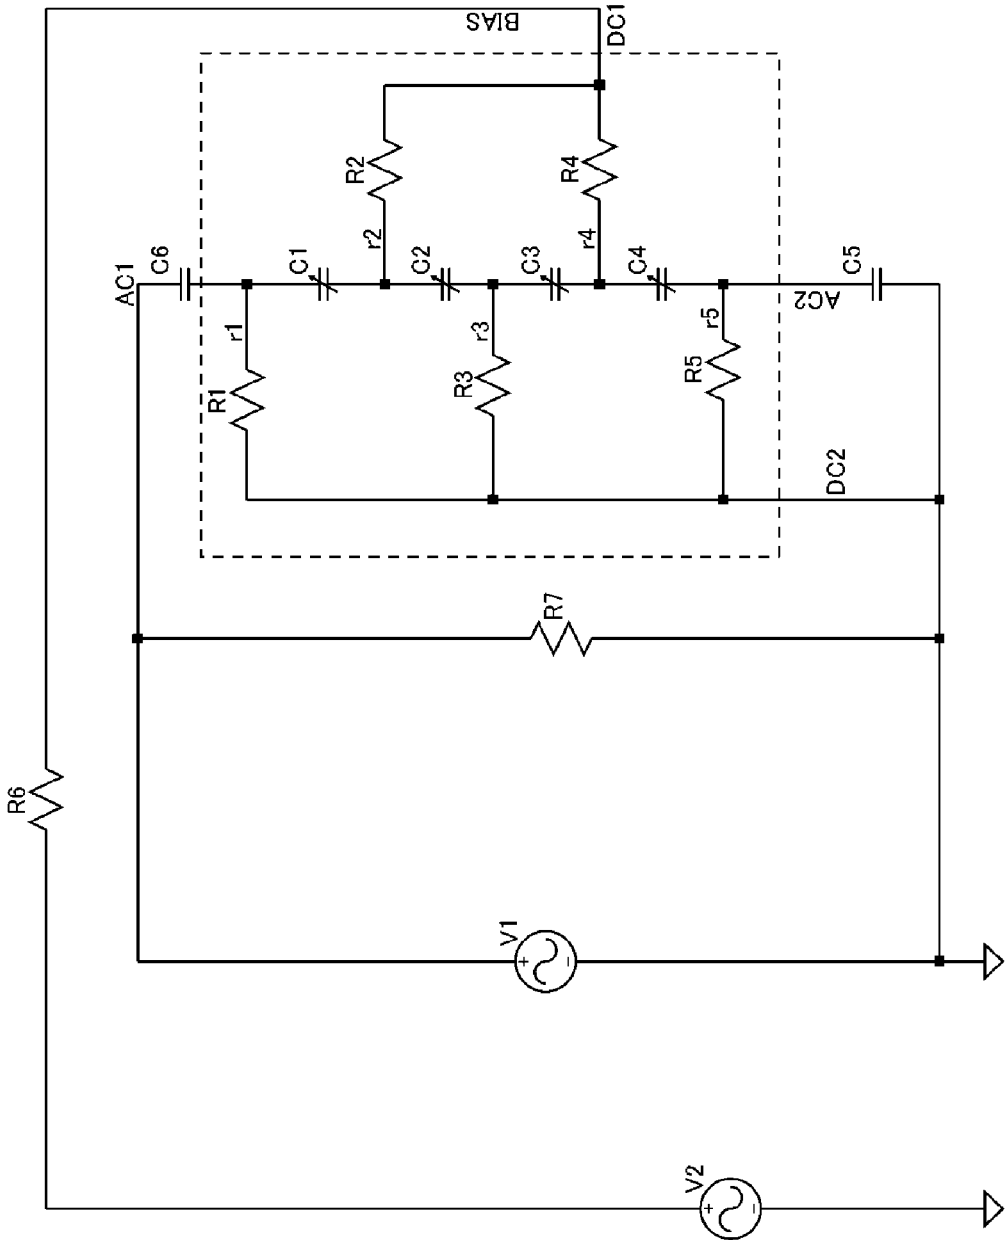 BIAS
DC1
R2
R4
AC1
C6
r2
r4
C1
C2
C3
C4
C5
r1
r3
r5
AC2
R1
R3
R5
DC2
R7
R6
V1
+
-
V2
+
-